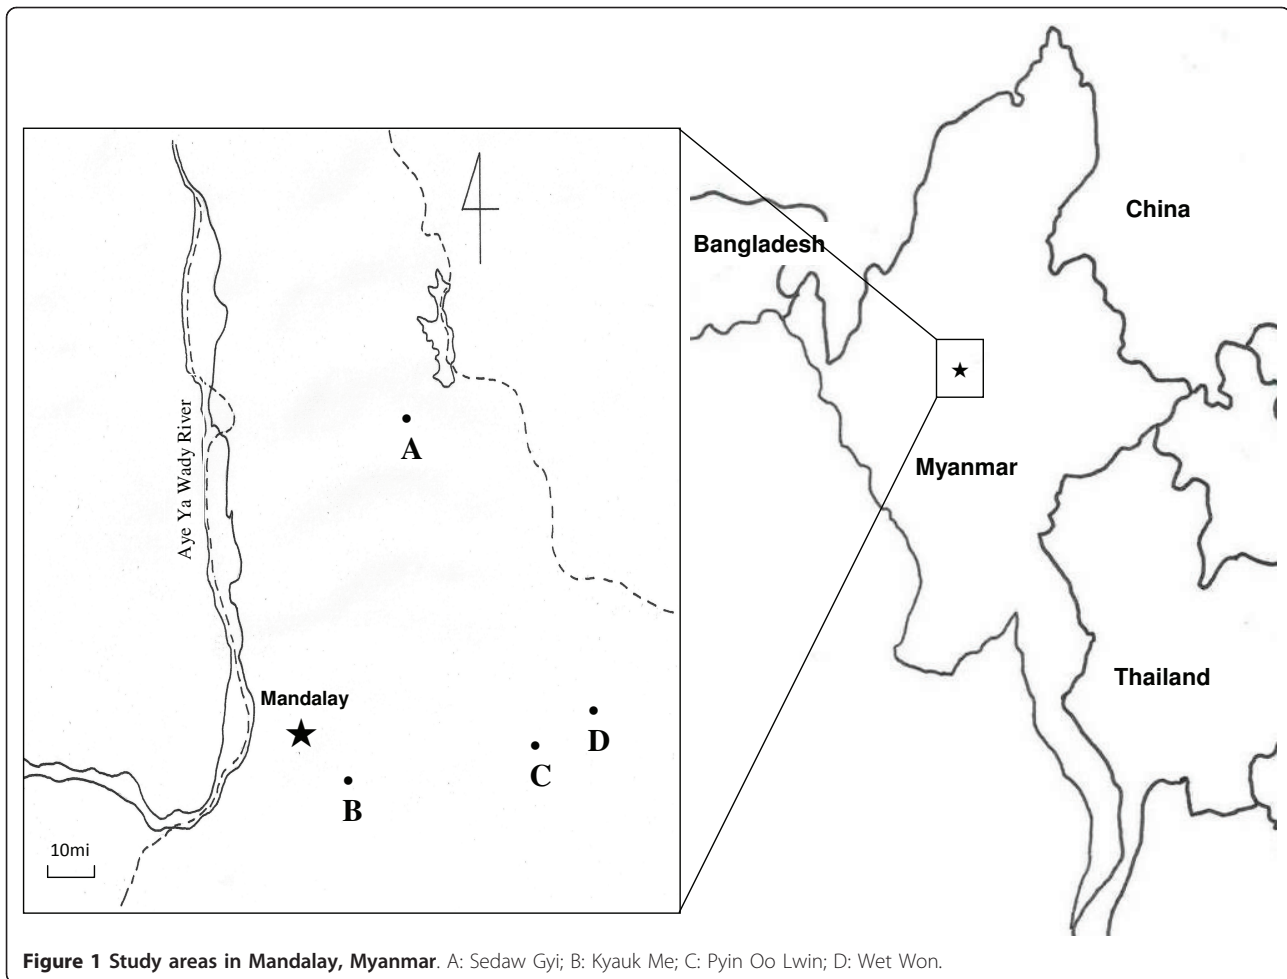 China
Bangladesh
Aye Ya Wady River
A
Myanmar
Thailand
Mandalay
D
C
B
10mi
Figure 1 Study areas in Mandalay, Myanmar. A: Sedaw Gyi; B: Kyauk Me; C: Pyin Oo Lwin; D: Wet Won.